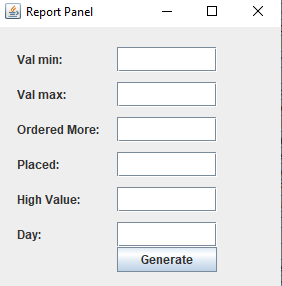 Report Panel
Val min:
Val max:
Ordered More:
Placed:
High Value:
Day:
Generate